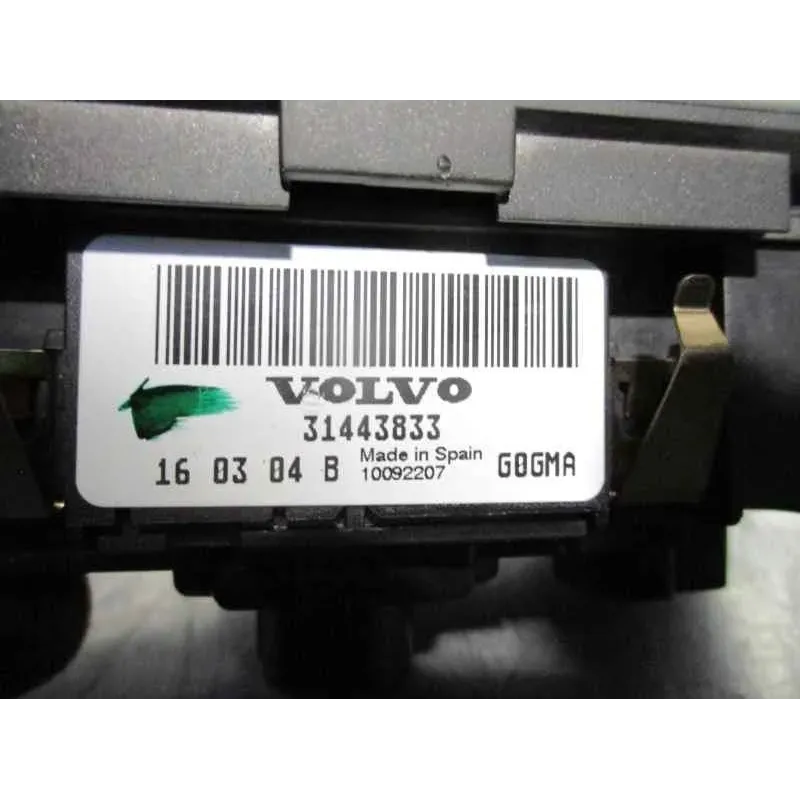 VOLVO
31443833
16 03 04 B Made in Spain G0GMA
10092207